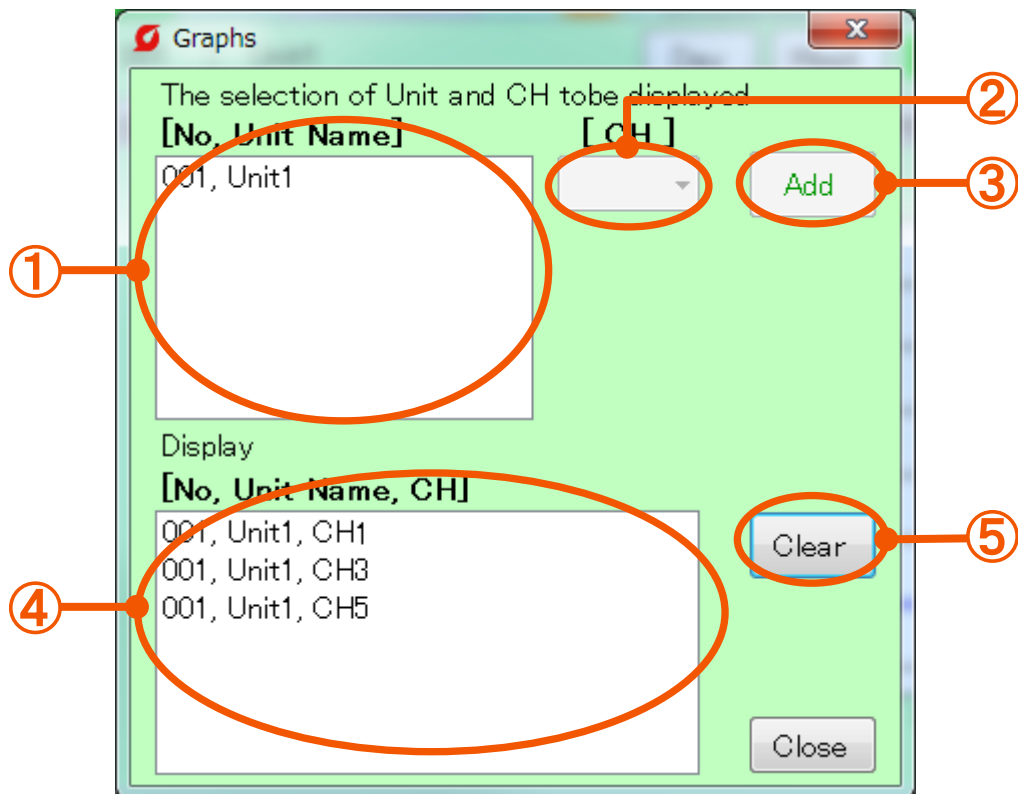 Graphs
x
The selection of Unit and CH tobe displayed
②
[No, Unit Name]
[ CH ]
001, Unit1
Add
③
①
Display
[No, Unit Name, CH]
001, Unit1, CH1
001, Unit1, CH3
001, Unit1, CH5
Clear
⑤
④
Close